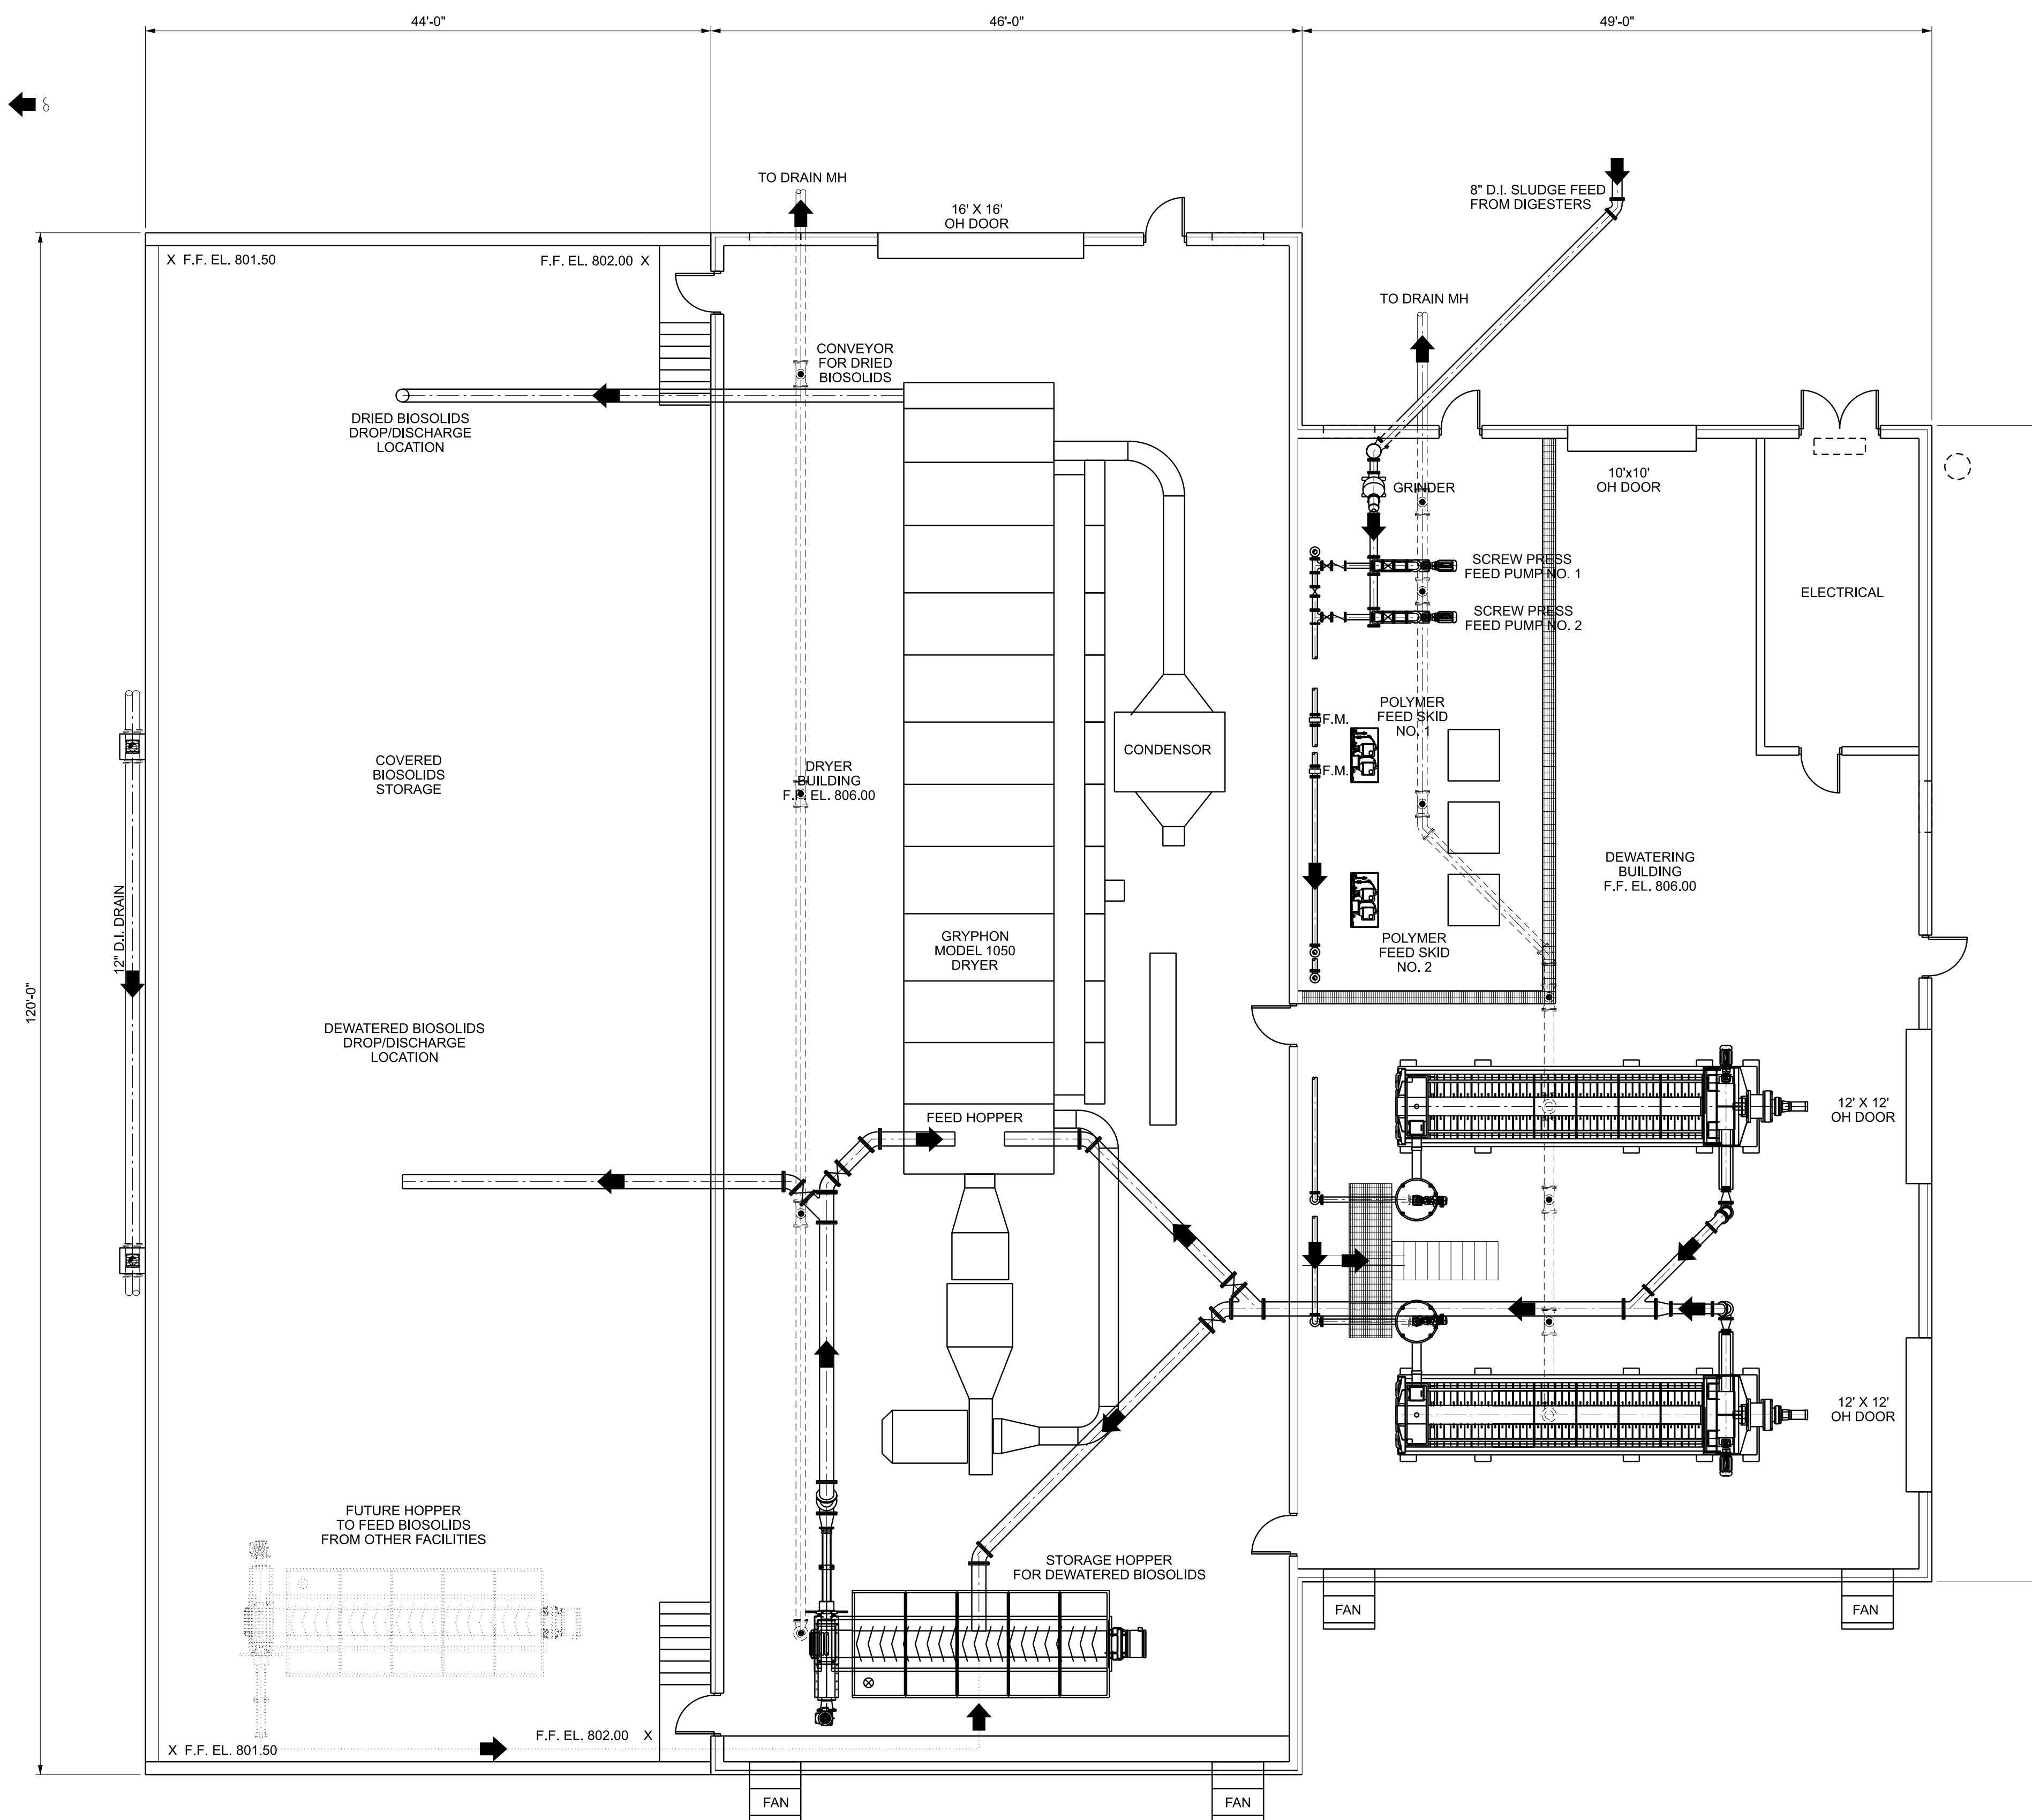 44'-0"
46'-0"
49'-0"
TO DRAIN MH
16' X 16'
OH DOOR
8" D.I. SLUDGE FEED
FROM DIGESTERS
X F.F. EL. 801.50
F.F. EL. 802.00 X
TO DRAIN MH
CONVEYOR
FOR DRIED
BIOSOLIDS
DRIED BIOSOLIDS
DROP/DISCHARGE
LOCATION
10'x10'
OH DOOR
GRINDER
SCREW PRESS
FEED PUMP NO. 1
SCREW PRESS
FEED PUMP NO. 2
ELECTRICAL
POLYMER
FEED SKID
NO. 1
F.M.
F.M.
CONDENSOR
COVERED
BIOSOLIDS
STORAGE
DRYER
BUILDING
F.F. EL. 806.00
DEWATERING
BUILDING
F.F. EL. 806.00
12" D.I. DRAIN
120'-0"
GRYPHON
MODEL 1050
DRYER
POLYMER
FEED SKID
NO. 2
DEWATERED BIOSOLIDS
DROP/DISCHARGE
LOCATION
FEED HOPPER
12' X 12'
OH DOOR
12' X 12'
OH DOOR
FUTURE HOPPER
TO FEED BIOSOLIDS
FROM OTHER FACILITIES
STORAGE HOPPER
FOR DEWATERED BIOSOLIDS
FAN
FAN
F.F. EL. 802.00 X
X F.F. EL. 801.50
FAN
FAN